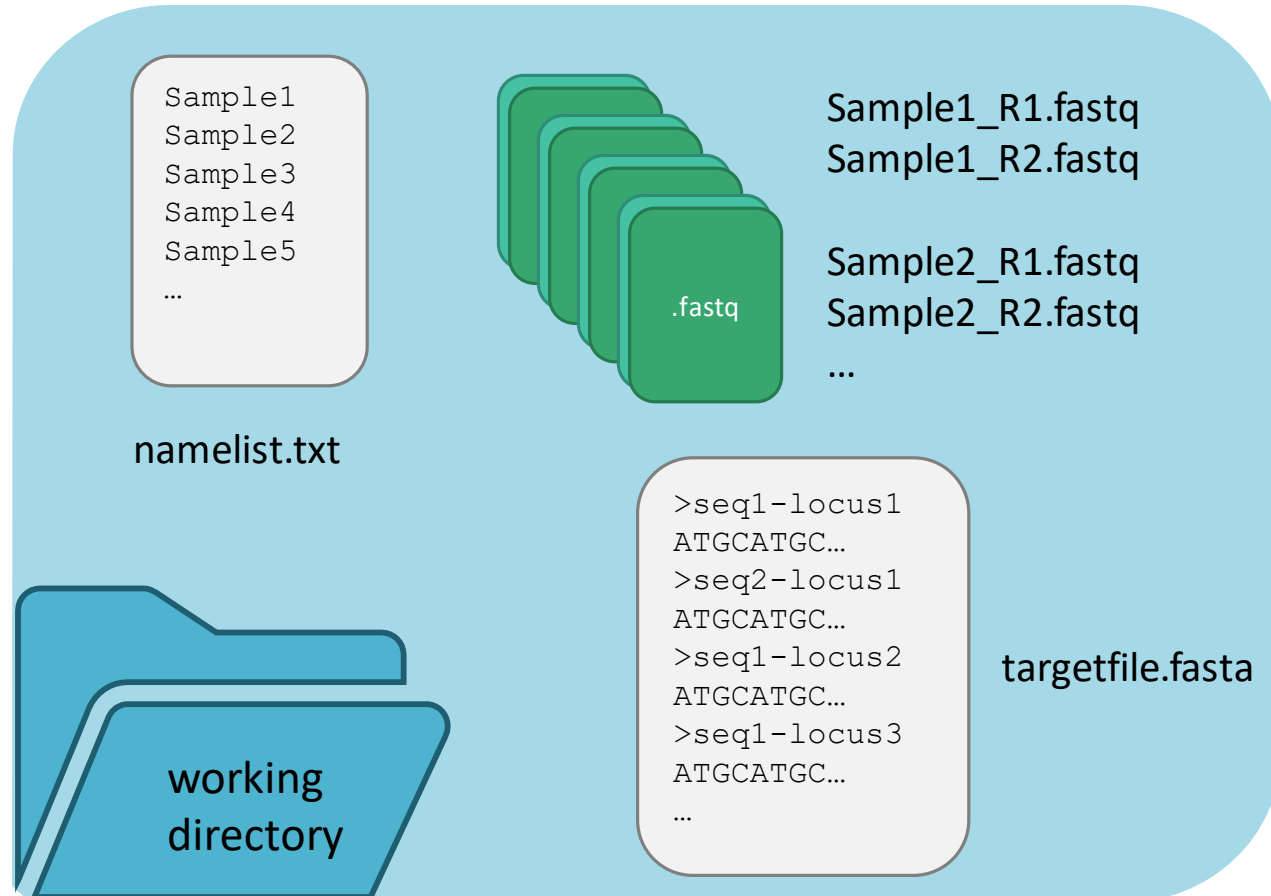 Sample1
Sample2
Sample3
Sample4
Sample5
…
namelist.txt
.fastq
Sample1_R1.fastq
Sample1_R2.fastq
Sample2_R1.fastq
Sample2_R2.fastq
…
>seq1-locus1
ATGCATGC…
>seq2-locus1
ATGCATGC…
>seq1-locus2
ATGCATGC…
>seq1-locus3
ATGCATGC…
…
targetfile.fasta
working
directory